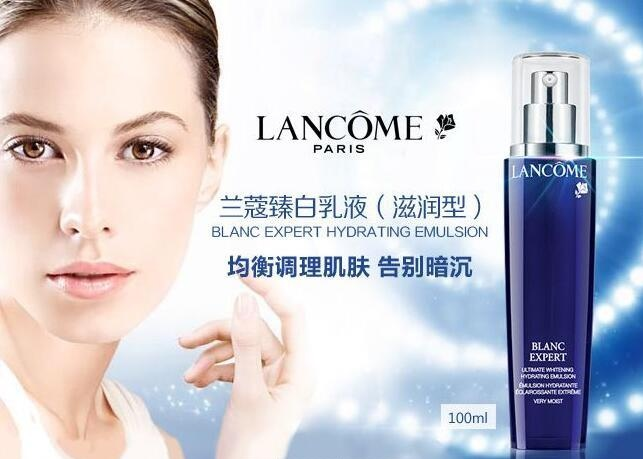 LANCÔME
PARIS
兰蔻臻白乳液（滋润型）
BLANC EXPERT HYDRATING EMULSION
均衡调理肌肤 告别暗沉
LANCÔME
BLANC
EXPERT
ULTIMATE WHITENING
HYDRATING EMULSION
ÉMULSION HYDRATANTE
ÉCLAIRCISSANTE EXTRÊME
VERY MOIST
100ml